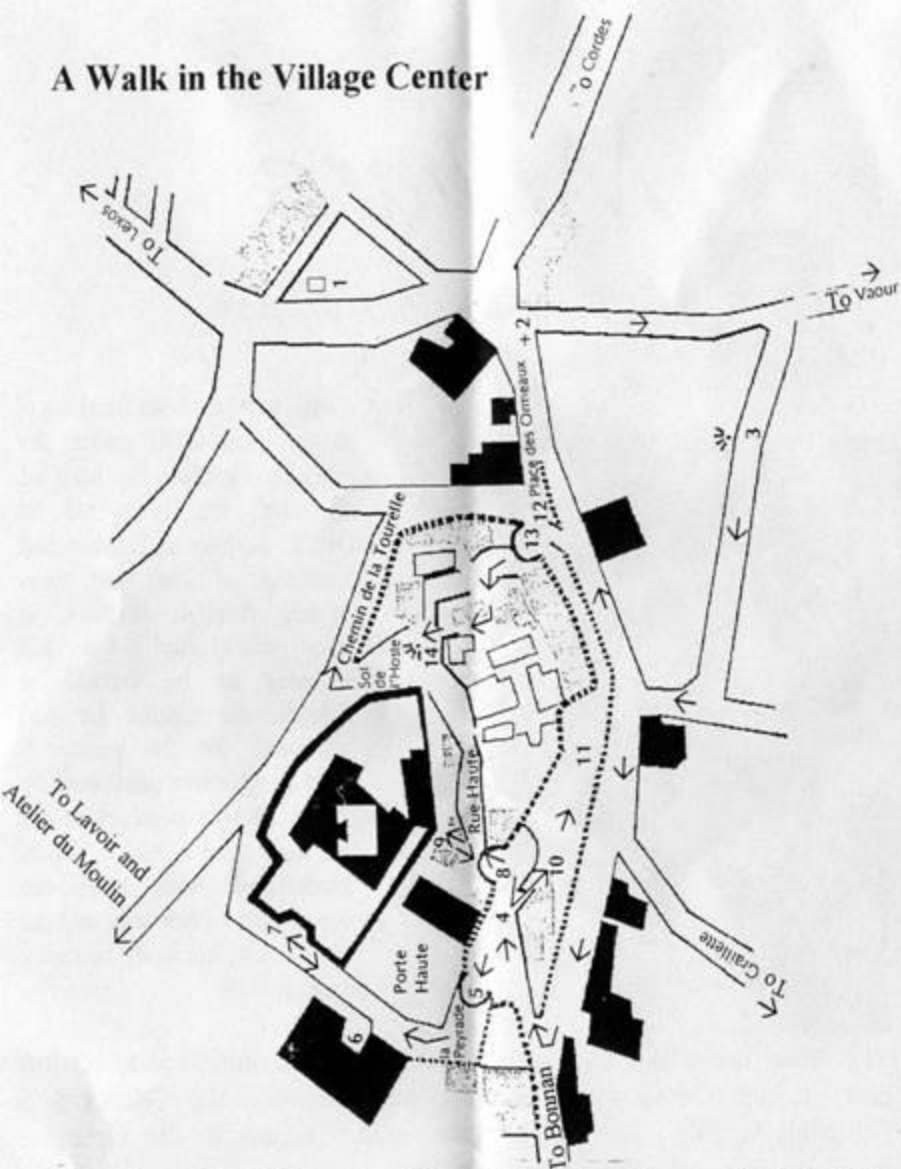 A Walk in the Village Center
o Cordes
To Lexos
1
+ 2
To Vaour
3
Place des Ormeaux
12
13
Chemin de la Tourelle
Sol
de
l'Hoste
14
11
Rue Haute
9
To Lavoir and
Atelier du Moulin
8
10
4
7
Porte
Haute
5
la
Peyrade
6
To Graillette
To Bonnan